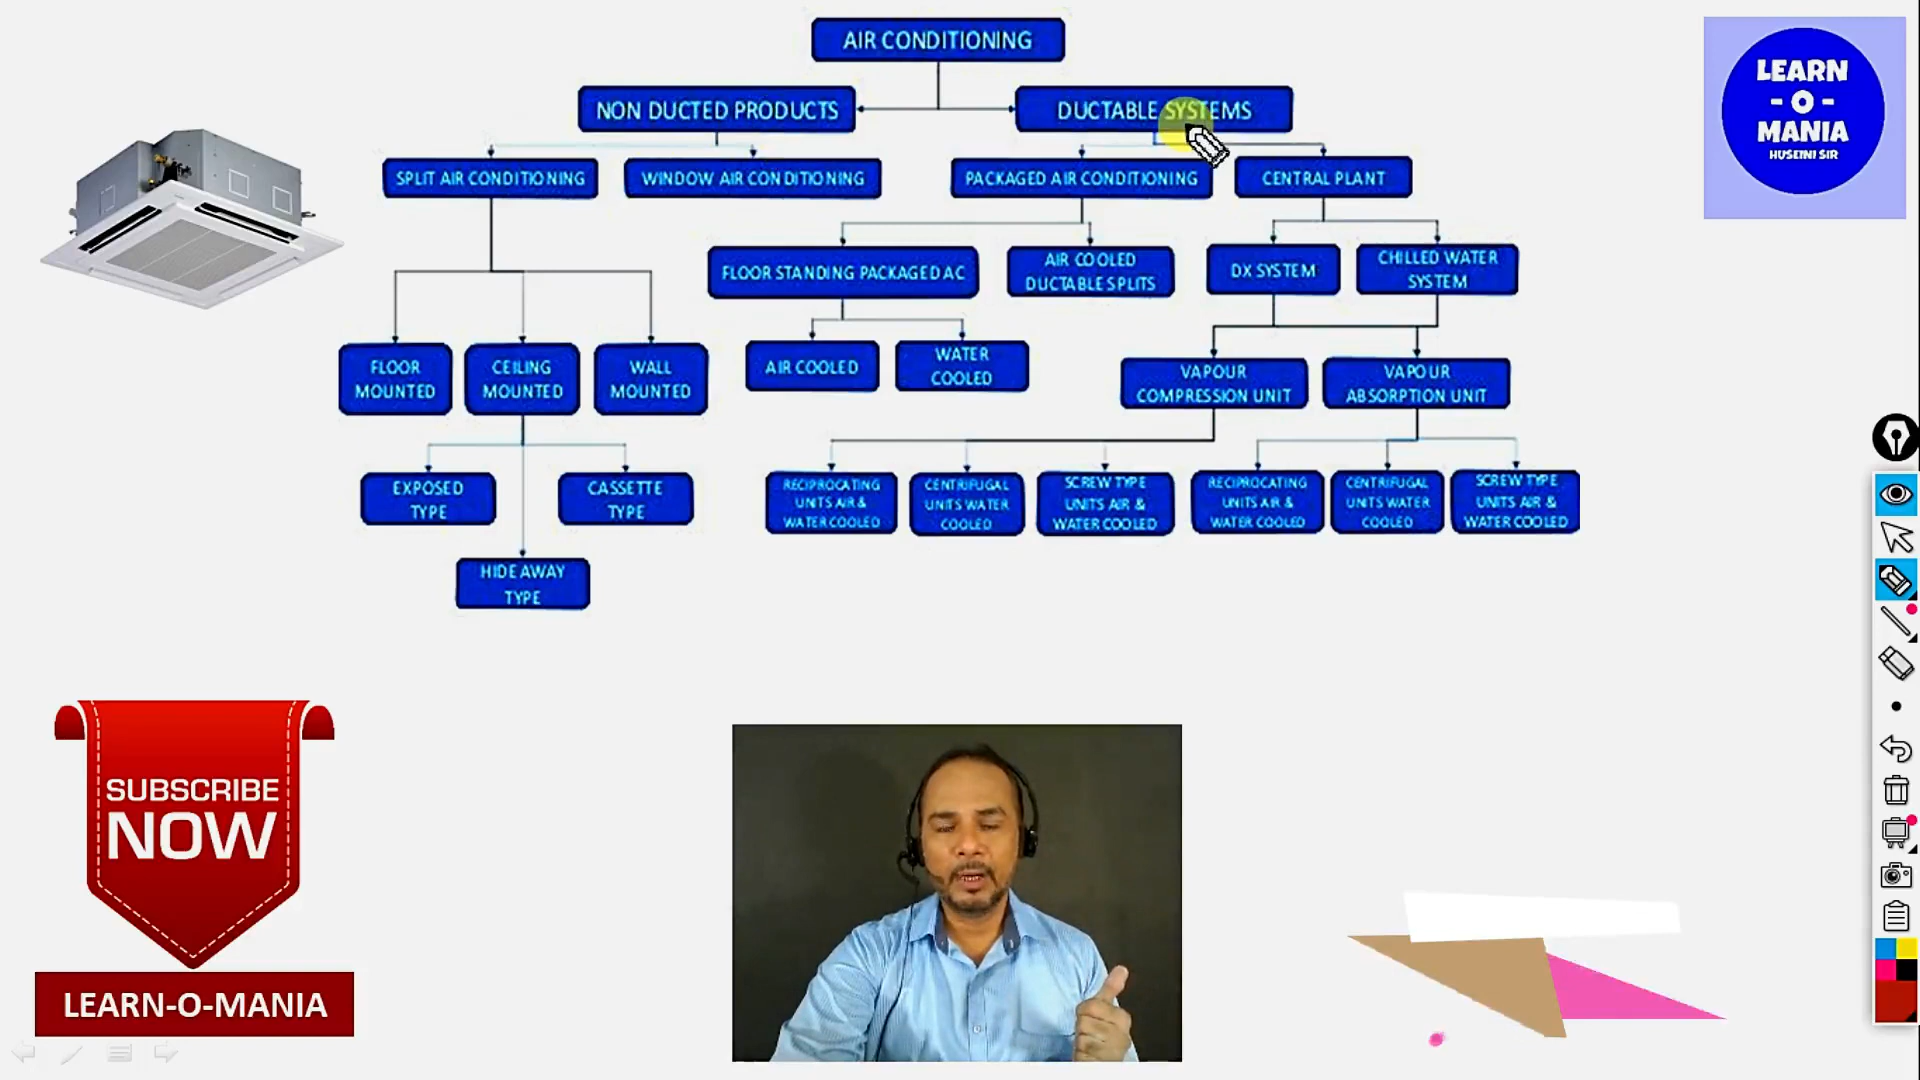 AIR CONDITIONING
LEARN
- O -
MANIA
HUSEINI SIR
NON DUCTED PRODUCTS
DUCTABLE SYSTEMS
SPLIT AIR CONDITIONING
WINDOW AIR CONDITIONING
PACKAGED AIR CONDITIONING
CENTRAL PLANT
FLOOR STANDING PACKAGED AC
AIR COOLED
DUCTABLE SPLITS
DX SYSTEM
CHILLED WATER
SYSTEM
FLOOR
MOUNTED
CEILING
MOUNTED
WALL
MOUNTED
AIR COOLED
WATER
COOLED
VAPOUR
COMPRESSION UNIT
VAPOUR
ABSORPTION UNIT
EXPOSED
TYPE
CASSETTE
TYPE
RECIPROCATING
UNITS AIR &
WATER COOLED
CENTRIFUGAL
UNITS WATER
COOLED
SCREW TYPE
UNITS AIR &
WATER COOLED
RECIPROCATING
UNITS AIR &
WATER COOLED
CENTRIFUGAL
UNITS WATER
COOLED
SCREW TYPE
UNITS AIR &
WATER COOLED
HIDE AWAY
TYPE
SUBSCRIBE
NOW
LEARN-O-MANIA